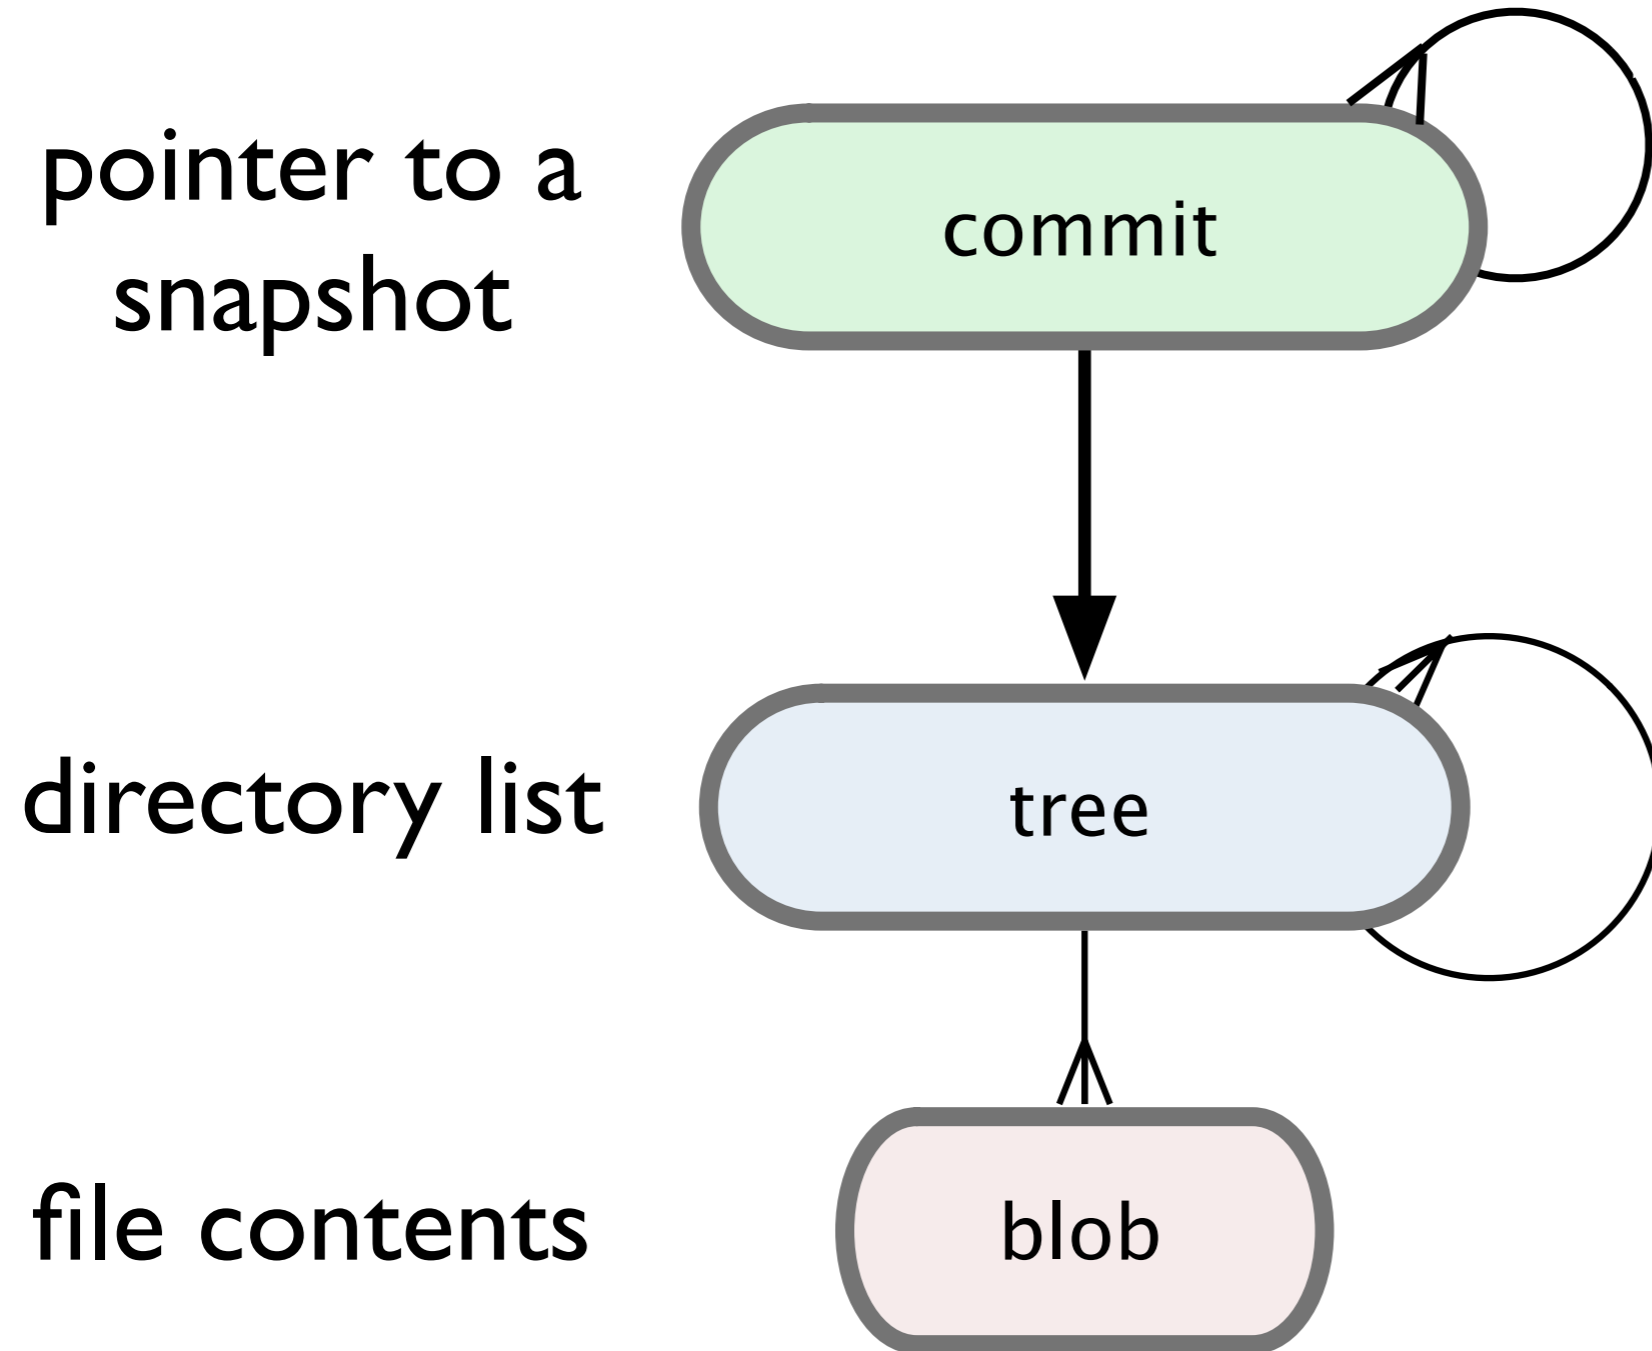 pointer to a
snapshot
commit
directory list
tree
file contents
blob